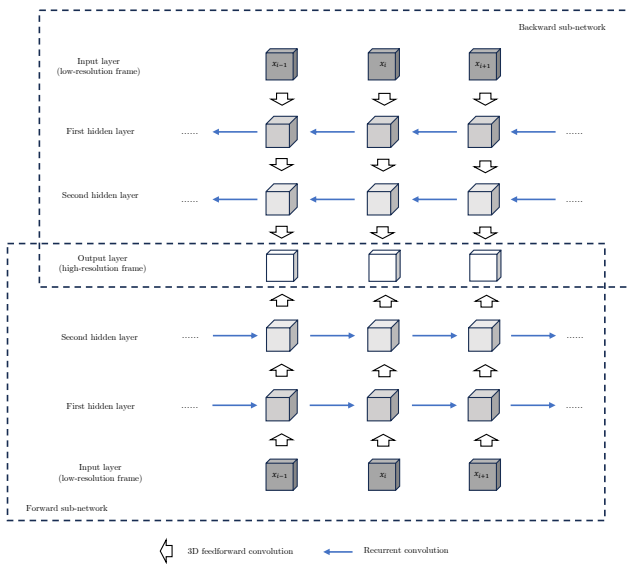 Backward sub-network
Input layer
(low-resolution frame)
x_{i−1} x_i x_{i+1}
First hidden layer
...... ......
Second hidden layer
...... ......
Output layer
(high-resolution frame)
Second hidden layer
...... ......
First hidden layer
...... ......
Input layer
(low-resolution frame)
x_{i−1} x_i x_{i+1}
Forward sub-network
3D feedforward convolution
Recurrent convolution